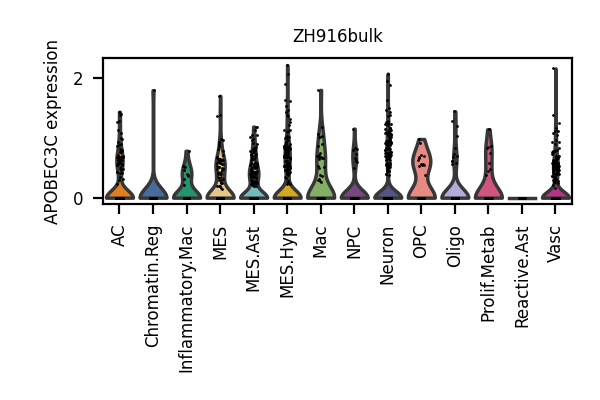 ZH916bulk
APOBEC3C expression
2
0
AC
Chromatin.Reg
Inflammatory.Mac
MES
MES.Ast
MES.Hyp
Mac
NPC
Neuron
OPC
Oligo
Prolif.Metab
Reactive.Ast
Vasc